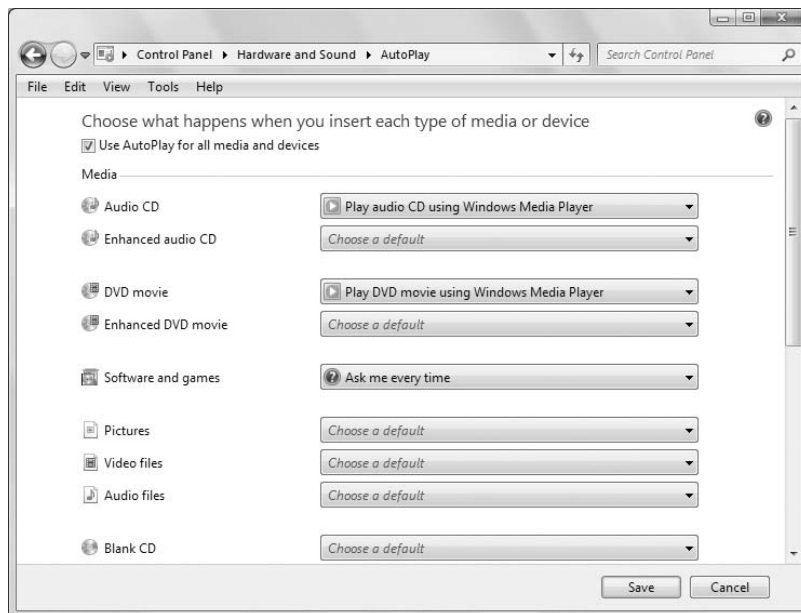 Control Panel ▸ Hardware and Sound ▸ AutoPlay
Search Control Panel
File Edit View Tools Help
Choose what happens when you insert each type of media or device
Use AutoPlay for all media and devices
Media
Audio CD Play audio CD using Windows Media Player
Enhanced audio CD Choose a default
DVD movie Play DVD movie using Windows Media Player
Enhanced DVD movie Choose a default
Software and games Ask me every time
Pictures Choose a default
Video files Choose a default
Audio files Choose a default
Blank CD Choose a default
Save Cancel